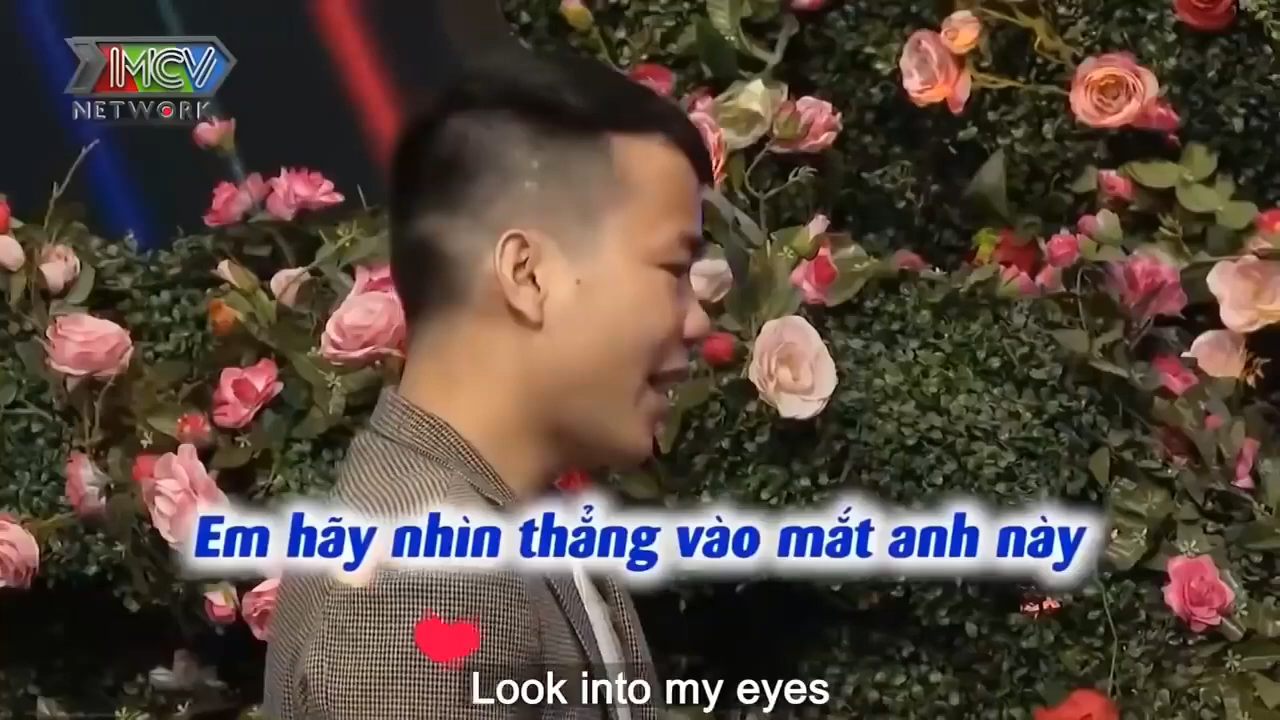 MCV
NETWORK
Em hãy nhìn thẳng vào mắt anh này
Look into my eyes